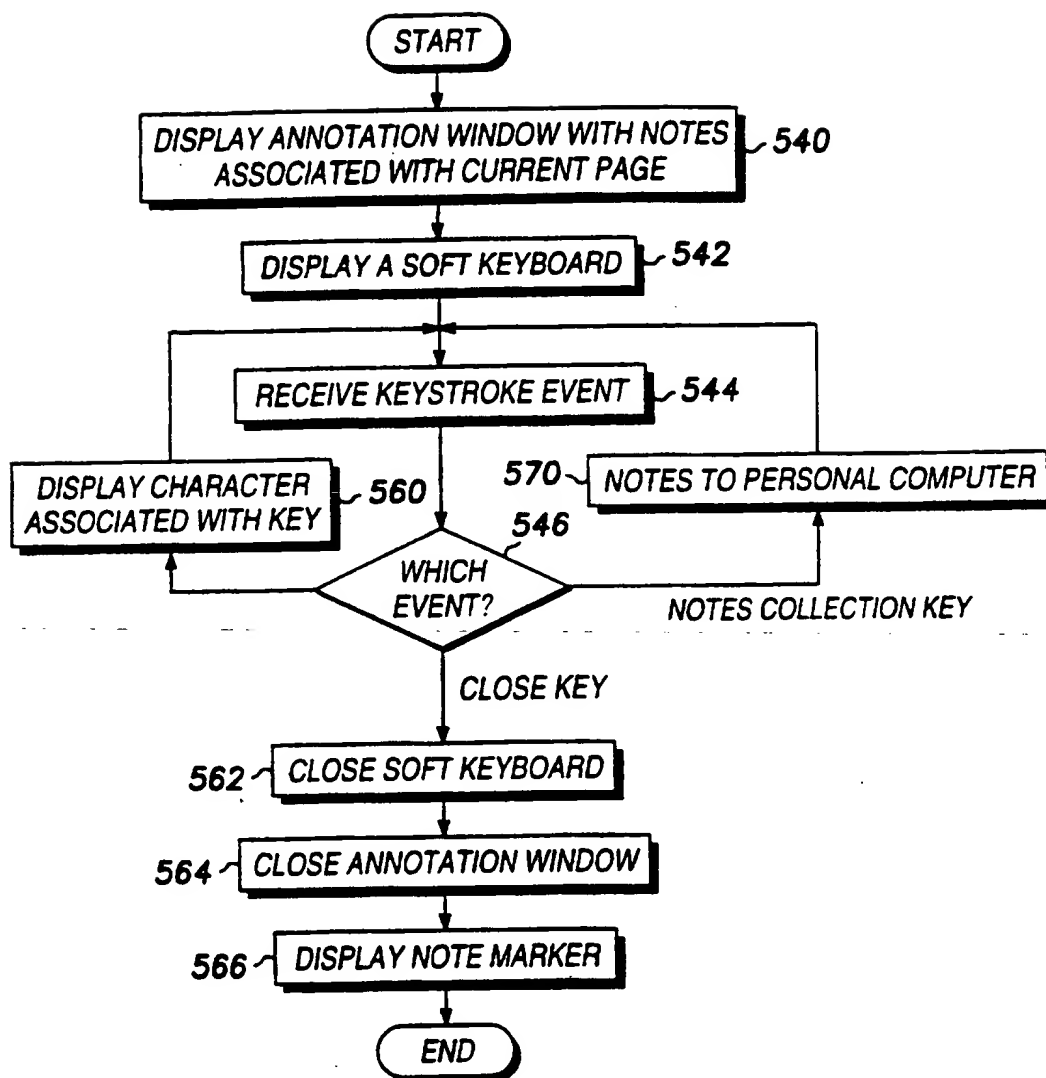 START
DISPLAY ANNOTATION WINDOW WITH NOTES
ASSOCIATED WITH CURRENT PAGE
540
DISPLAY A SOFT KEYBOARD
542
RECEIVE KEYSTROKE EVENT
544
DISPLAY CHARACTER
ASSOCIATED WITH KEY
560
570
NOTES TO PERSONAL COMPUTER
546
WHICH
EVENT?
NOTES COLLECTION KEY
CLOSE KEY
562
CLOSE SOFT KEYBOARD
564
CLOSE ANNOTATION WINDOW
566
DISPLAY NOTE MARKER
END